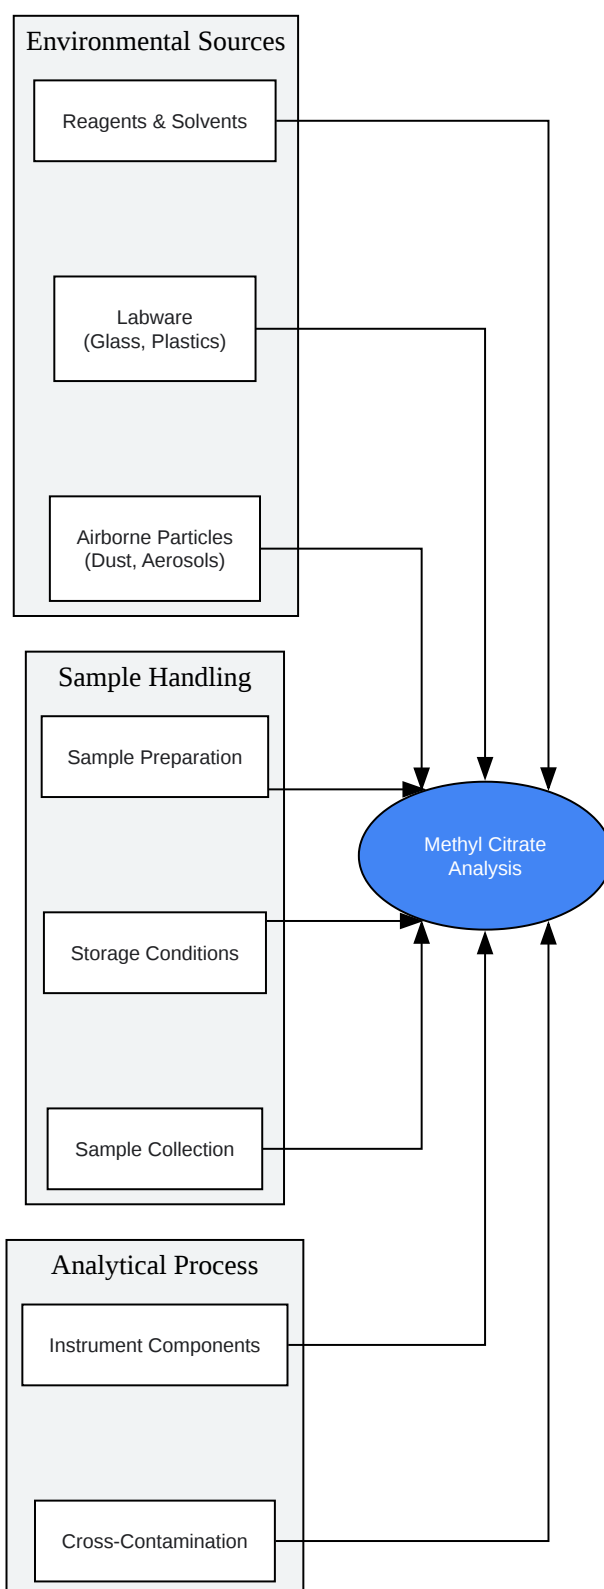 Environmental Sources
Reagents & Solvents
Labware
(Glass, Plastics)
Airborne Particles
(Dust, Aerosols)
Sample Handling
Sample Preparation
Methyl Citrate
Analysis
Storage Conditions
Sample Collection
Analytical Process
Instrument Components
Cross-Contamination